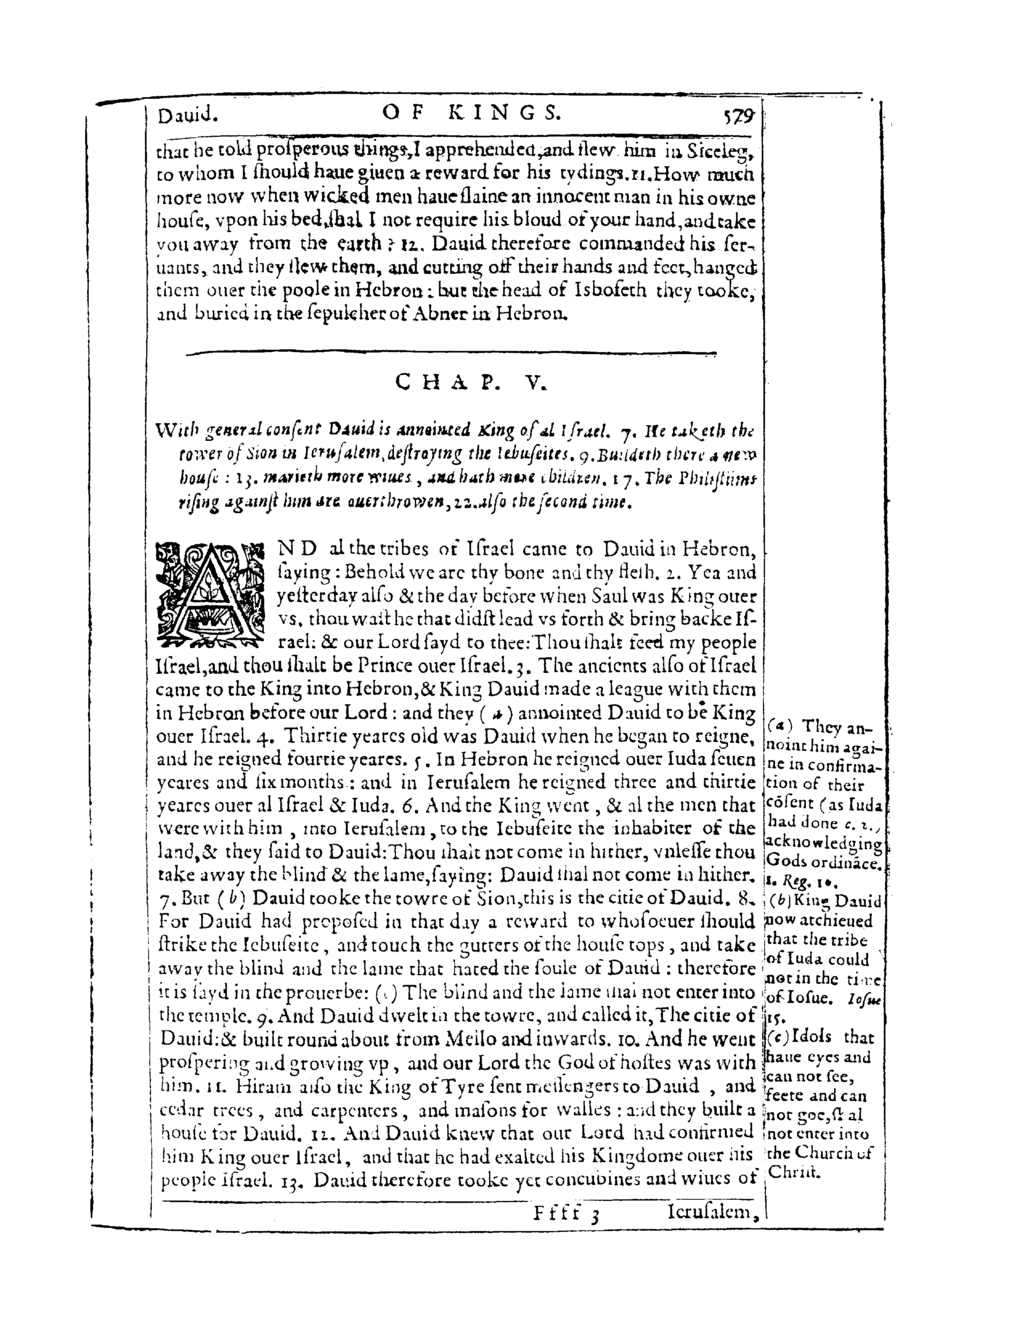 Dauid. OF KINGS. 579
that he told proſperous things,I apprehended,and ſlew him in Siceleg,
to whom I ſhould haue giuen a reward for his tydings.11.How much
more now when wicked men haue ſlaine an innocent man in his owne
houſe, vpon his bed,ſhal I not require his bloud of your hand,and take
you away from the earth ? 12. Dauid therefore commanded his ſer-
uants, and they ſlew them, and cutting off their hands and feet,hanged
them ouer the poole in Hebron : but the head of Isboſeth they tooke,
and buried in the ſepulcher of Abner in Hebron.
CHAP. V.
With general conſent Dauid is annointed King of al Iſrael. 7. He taketh the
tower of Sion in Ieruſalem,deſtroying the Iebuſeites. 9.Buildeth there a new
houſe : 13. marieth more wiues, and hath more children. 17. The Philiſtiims
riſing againſt him are ouerthrowen,22.alſo the ſecond time.
AND al the tribes of Iſrael came to Dauid in Hebron,
ſaying : Behold we are thy bone and thy fleſh. 2. Yea and
yeſterday alſo & the day before when Saul was King ouer
vs, thou waſt he that didſt lead vs forth & bring backe Iſ-
rael: & our Lord ſayd to thee:Thou ſhalt feed my people
Iſrael,and thou ſhalt be Prince ouer Iſrael.3. The ancients alſo of Iſrael
came to the King into Hebron,& King Dauid made a league with them
in Hebron before our Lord : and they (a) annointed Dauid to be King
ouer Iſrael. 4. Thirtie yeares old was Dauid when he began to reigne,
and he reigned fourtie yeares. 5. In Hebron he reigned ouer Iuda ſeuen
yeares and ſix months : and in Ieruſalem he reigned three and thirtie
yeares ouer al Iſrael & Iuda. 6. And the King went, & al the men that
were with him, into Ieruſalem, to the Iebuſeite the inhabiter of the
land,& they ſaid to Dauid:Thou ſhalt not come in hither, vnleſſe thou
take away the blind & the lame,ſaying: Dauid ſhal not come in hither.
7. But (b) Dauid tooke the towre of Sion,this is the citie of Dauid. 8.
For Dauid had propoſed in that day a reward to whoſoeuer ſhould
ſtrike the Iebuſeite, and touch the gutters of the houſe tops, and take
away the blind and the lame that hated the ſoule of Dauid : therefore
it is ſayd in the prouerbe: (c) The blind and the lame ſhal not enter into
the temple. 9. And Dauid dwelt in the towre, and called it,The citie of
Dauid:& built round about from Mello and inwards. 10. And he went
proſpering and growing vp, and our Lord the God of hoſtes was with
him. 11. Hiram alſo the King of Tyre ſent meſſengers to Dauid, and
cedar trees, and carpenters, and maſons for walles : and they built a
houſe for Dauid. 12. And Dauid knew that our Lord had confirmed
him King ouer Iſrael, and that he had exalted his Kingdome ouer his
people Iſrael. 13. Dauid therefore tooke yet concubines and wiues of
Ffff 3 Ieruſalem,
(a) They an-
noint him agai-
ne in confirma-
tion of their
cõſent (as Iuda
had done c. 2.,
acknowledging
Gods ordināce.
1. Reg. 10.
(b)King Dauid
now atchieued
that the tribe
of Iuda could
not in the time
of Ioſue. Ioſue
15.
(c)Idols that
haue eyes and
can not ſee,
feete and can
not goe,ſhal
not enter into
the Church of
Chriſt.